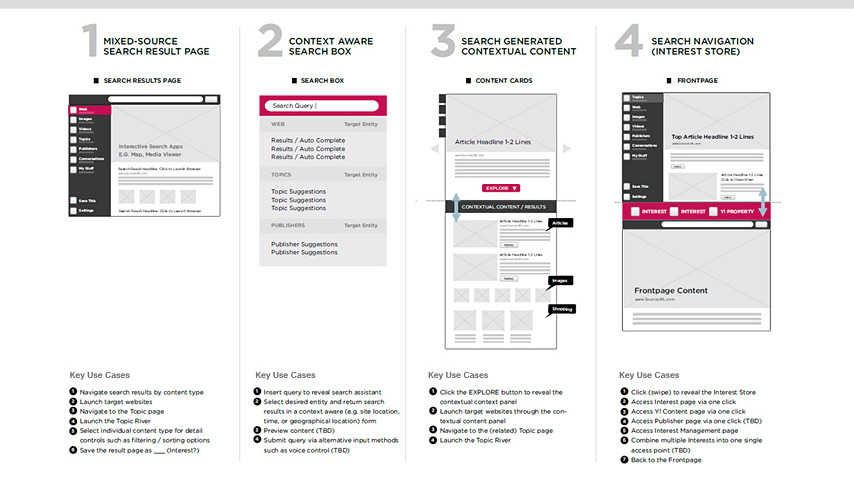 1 MIXED-SOURCE
SEARCH RESULT PAGE
SEARCH RESULTS PAGE
Web
Images
Videos
Topics
Publishers
Conversations
My Stuff
Save This
Settings
Interactive Search Apps
E.G. Map, Media Viewer
Search Result Headline. Click to Launch Browser
Search Result Headline. Click to Launch Browser
Key Use Cases
1 Navigate search results by content type
2 Launch target websites
3 Navigate to the Topic page
4 Launch the Topic River
5 Select individual content type for detail
controls such as filtering / sorting options
6 Save the result page as ___ (Interest?)
2 CONTEXT AWARE
SEARCH BOX
SEARCH BOX
Search Query |
WEB Target Entity
Results / Auto Complete
Results / Auto Complete
Results / Auto Complete
TOPICS Target Entity
Topic Suggestions
Topic Suggestions
Topic Suggestions
PUBLISHERS Target Entity
Publisher Suggestions
Publisher Suggestions
Key Use Cases
1 Insert query to reveal search assistant
2 Select desired entity and return search
results in a context aware (e.g. site location,
time, or geographical location) form
3 Preview content (TBD)
4 Submit query via alternative input methods
such as voice control (TBD)
3 SEARCH GENERATED
CONTEXTUAL CONTENT
CONTENT CARDS
Article Headline 1-2 Lines
EXPLORE
CONTEXTUAL CONTENT / RESULTS
Article Headline 1-2 Lines
Articles
Article Headline 1-2 Lines
Images
Shopping
Key Use Cases
1 Click the EXPLORE button to reveal the
contextual context panel
2 Launch target websites through the con-
textual content panel
3 Navigate to the (related) Topic page
4 Launch the Topic River
4 SEARCH NAVIGATION
(INTEREST STORE)
FRONTPAGE
Topics
Web
Images
Videos
Publishers
Conversations
My Stuff
Save This
Settings
Top Article Headline 1-2 Lines
Article Headline 1-2 Lines
INTEREST INTEREST Y! PROPERTY
Frontpage Content
www.SourceURL.com
Key Use Cases
1 Click (swipe) to reveal the Interest Store
2 Access Interest page via one click
3 Access Y! Content page via one click
4 Access Publisher page via one click (TBD)
5 Access Interest Management page
6 Combine multiple Interests into one single
access point (TBD)
7 Back to the Frontpage